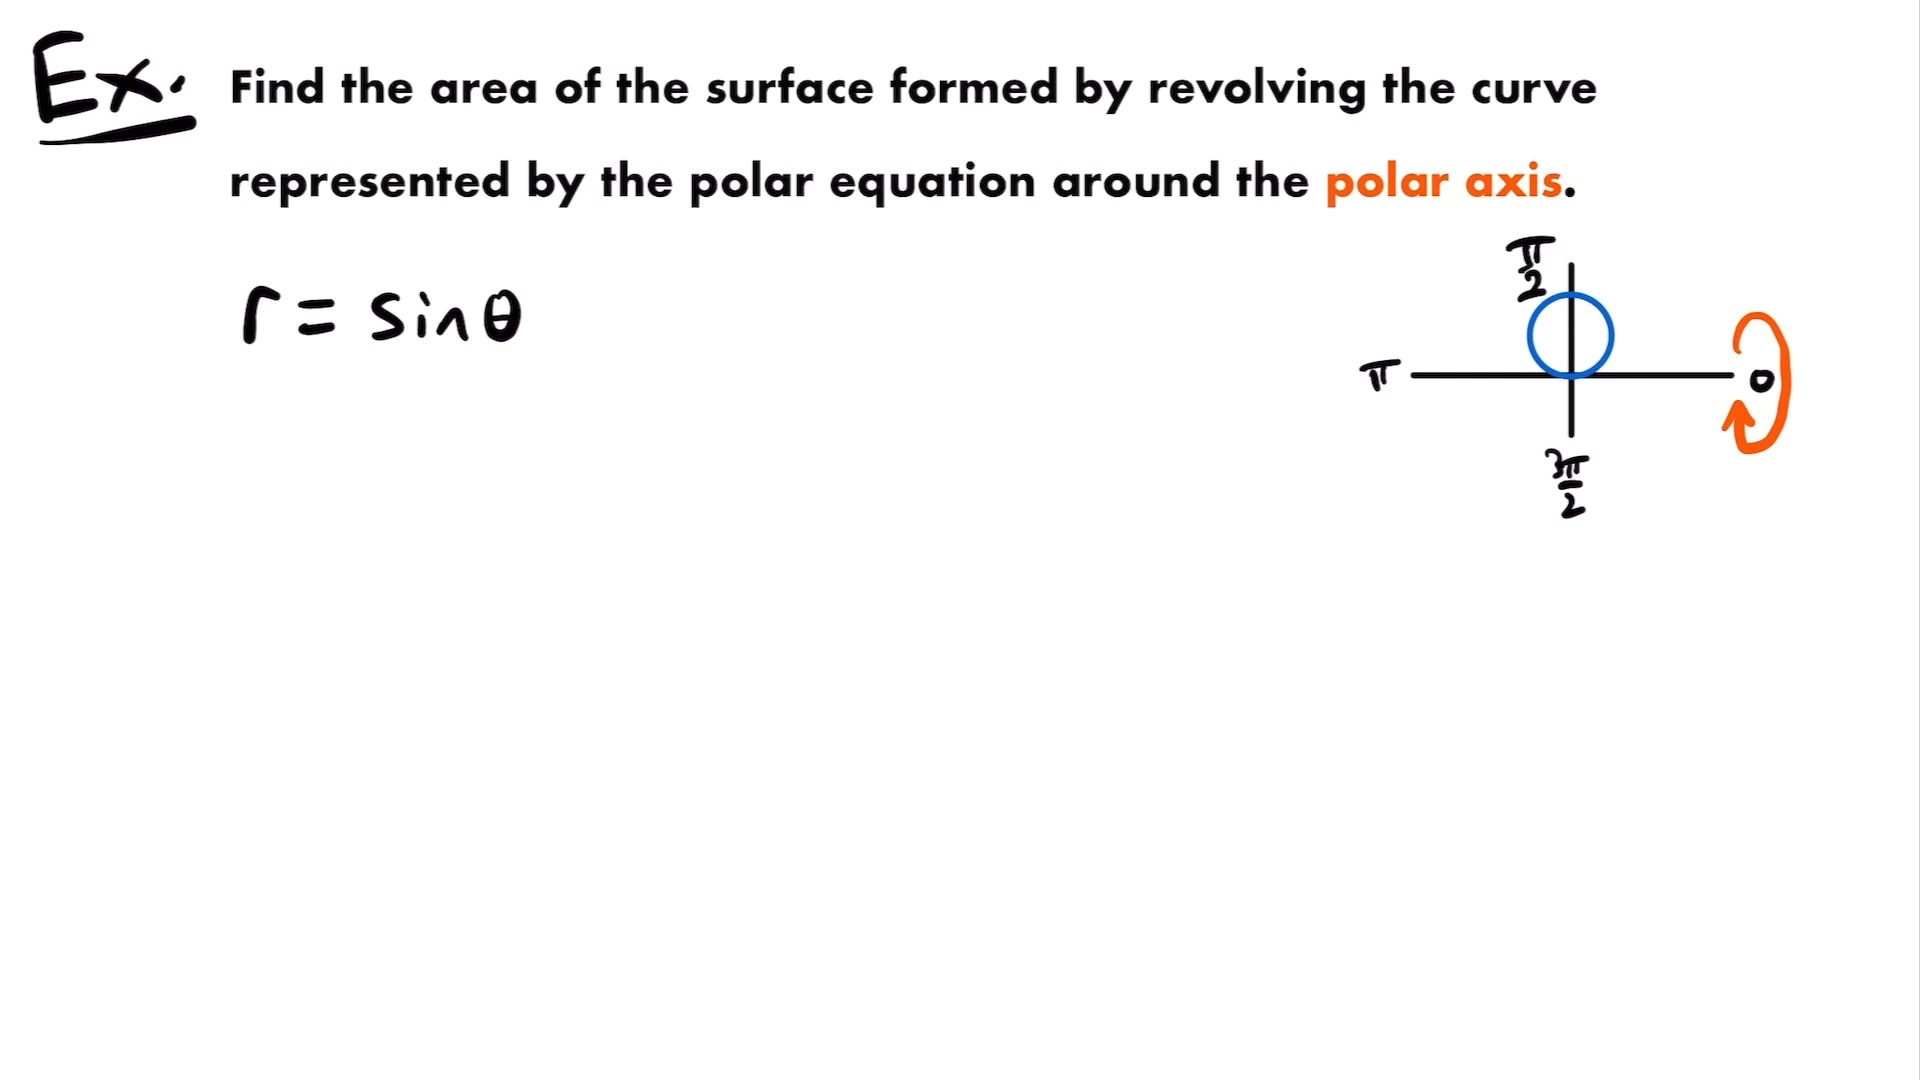 Ex. Find the area of the surface formed by revolving the curve
represented by the polar equation around the polar axis.
r = sin θ
π/2
π
0
3π/2